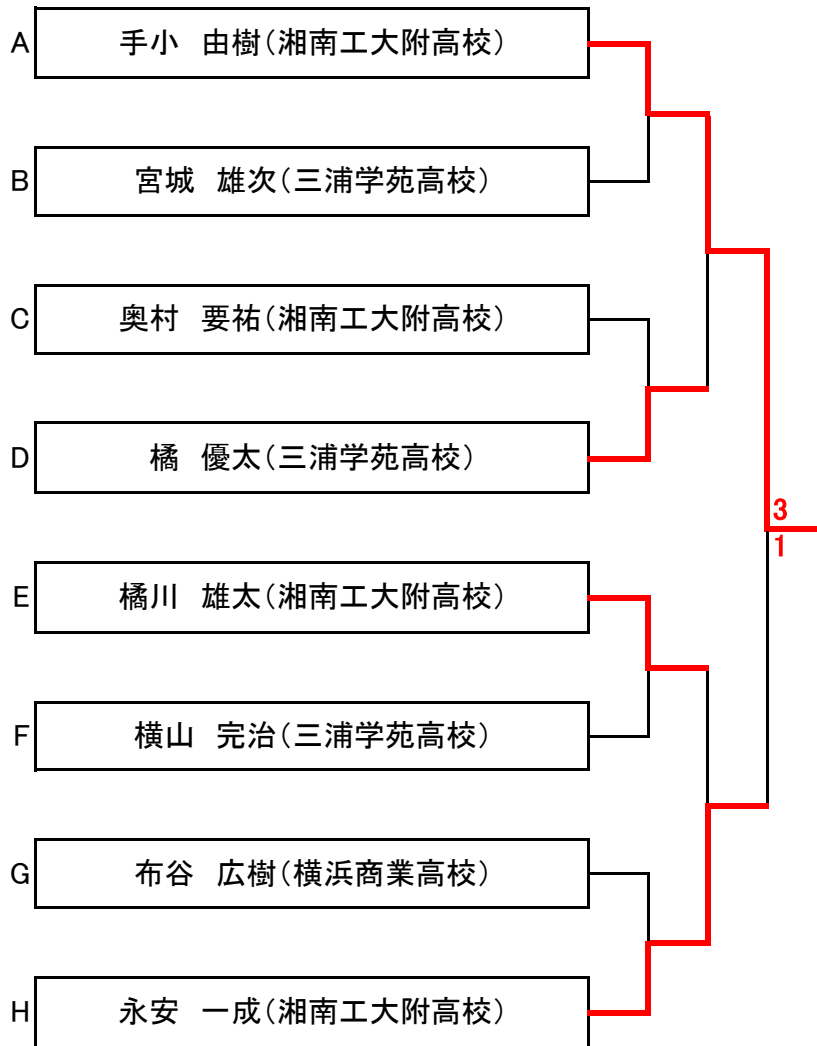 A 手小 由樹(湘南工大附高校)
B 宮城 雄次(三浦学苑高校)
C 奥村 要祐(湘南工大附高校)
D 橘 優太(三浦学苑高校)
3
1
E 橘川 雄太(湘南工大附高校)
F 横山 完治(三浦学苑高校)
G 布谷 広樹(横浜商業高校)
H 永安 一成(湘南工大附高校)